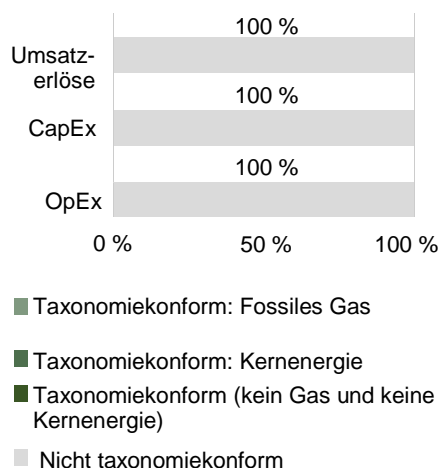 100 %
Umsatz-
erlöse
100 %
CapEx
100 %
OpEx
0 % 50 % 100 %
Taxonomiekonform: Fossiles Gas
Taxonomiekonform: Kernenergie
Taxonomiekonform (kein Gas und keine
Kernenergie)
Nicht taxonomiekonform